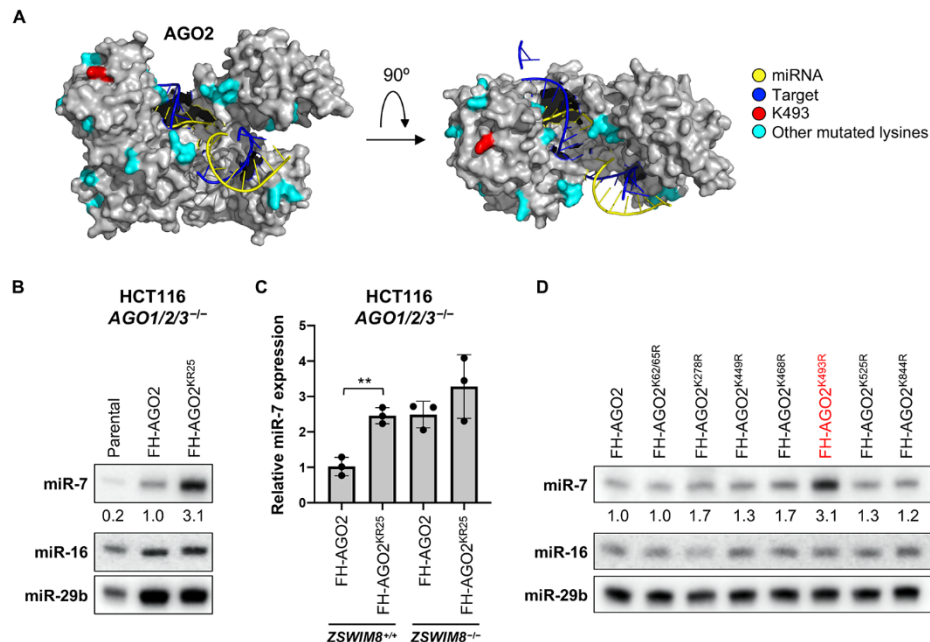 A
AGO2
90º
miRNA
Target
K493
Other mutated lysines
B
HCT116
AGO1/2/3–/–
Parental
FH-AGO2
FH-AGO2KR25
miR-7
0.2 1.0 3.1
miR-16
miR-29b
C
HCT116
AGO1/2/3–/–
Relative miR-7 expression
5
4
3
2
1
0
**
FH-AGO2
FH-AGO2KR25
FH-AGO2
FH-AGO2KR25
ZSWIM8+/+ ZSWIM8–/–
D
FH-AGO2
FH-AGO2K62/65R
FH-AGO2K278R
FH-AGO2K449R
FH-AGO2K468R
FH-AGO2K493R
FH-AGO2K525R
FH-AGO2K844R
miR-7
1.0 1.0 1.7 1.3 1.7 3.1 1.3 1.2
miR-16
miR-29b